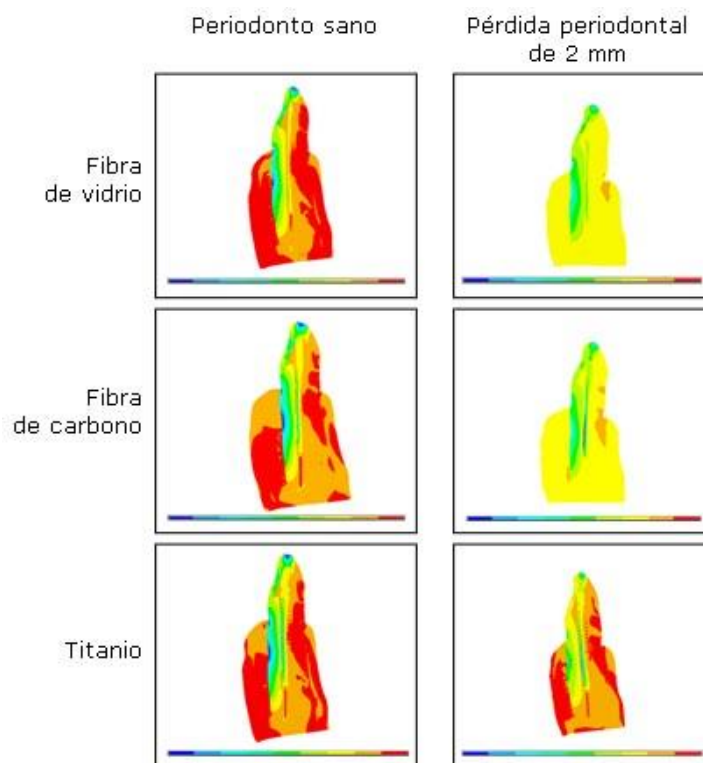 Periodonto sano
Pérdida periodontal
de 2 mm
Fibra
de vidrio
Fibra
de carbono
Titanio